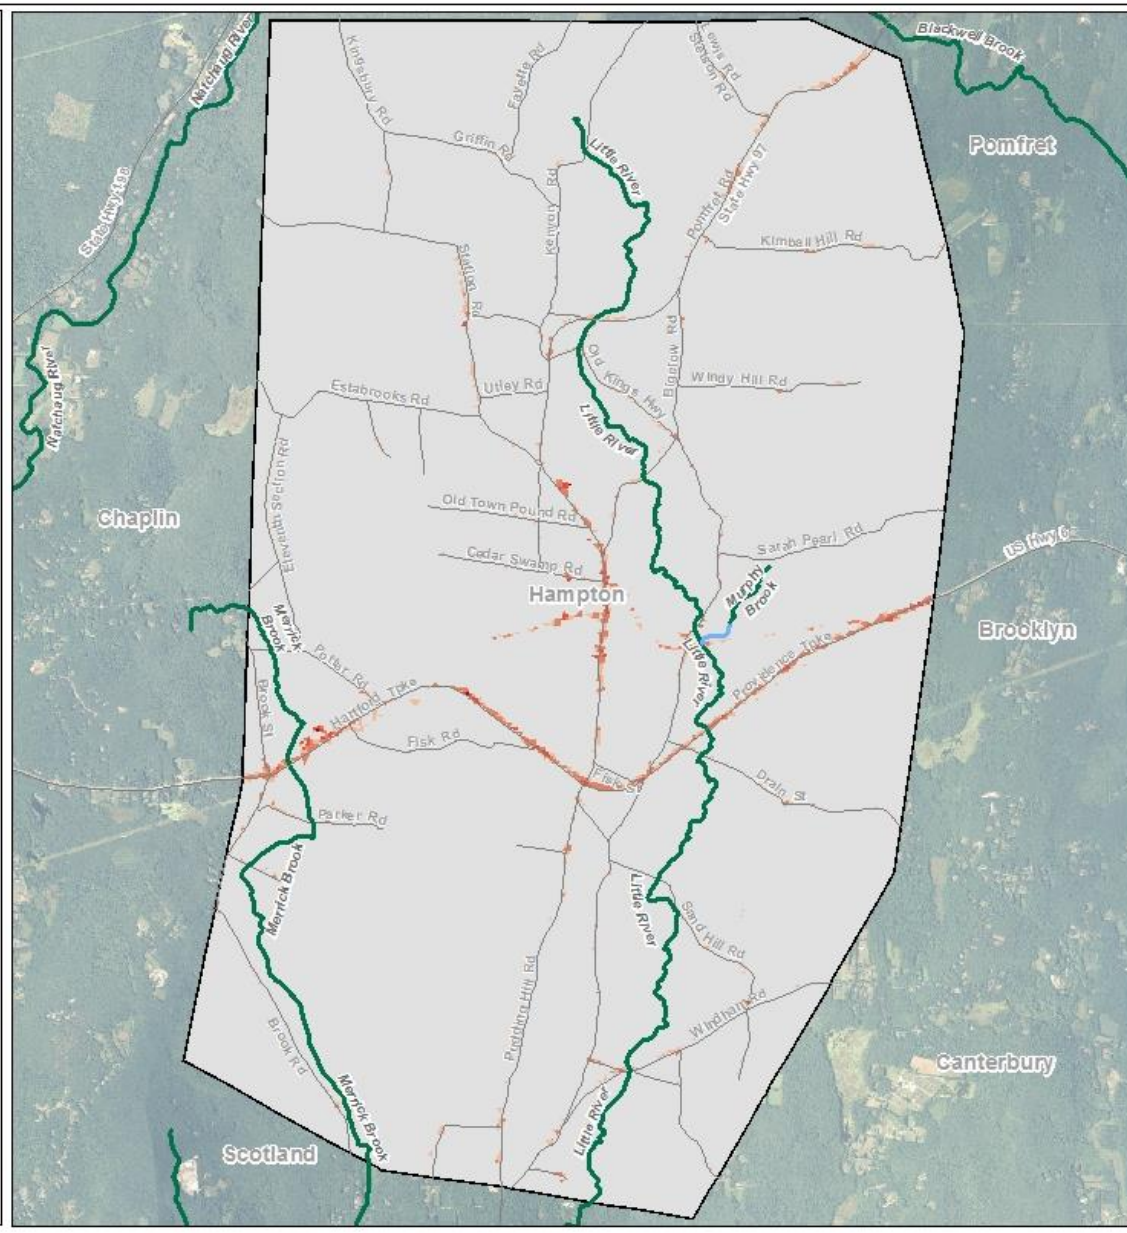 Natchaug River
Blackwell Brook
Pomfret
Kingsbury Rd
Fayette Rd
Lewis Rd
Stetson Rd
Griffin Rd
Little River
State Hwy 198
Kenyon Rd
Pomfret Rd
State Hwy 97
Kimball Hill Rd
Station Rd
Natchaug River
Bigelow Rd
Old Kings Hwy
Windy Hill Rd
Utley Rd
Estabrooks Rd
Little River
Eleventh Section Rd
Chaplin
Old Town Pound Rd
Sarah Pearl Rd
US Hwy 6
Cedar Swamp Rd
Hampton
Murphy
Brook
Brooklyn
Merrick
Brook
Potter Rd
Little River
Providence Tpke
Brook St
Hartford Tpke
Fisk Rd
Fisk St
Drain St
Parker Rd
Merrick Brook
Little River
Sand Hill Rd
Pudding Hill Rd
Windham Rd
Brook Rd
Canterbury
Merrick Brook
Little River
Scotland